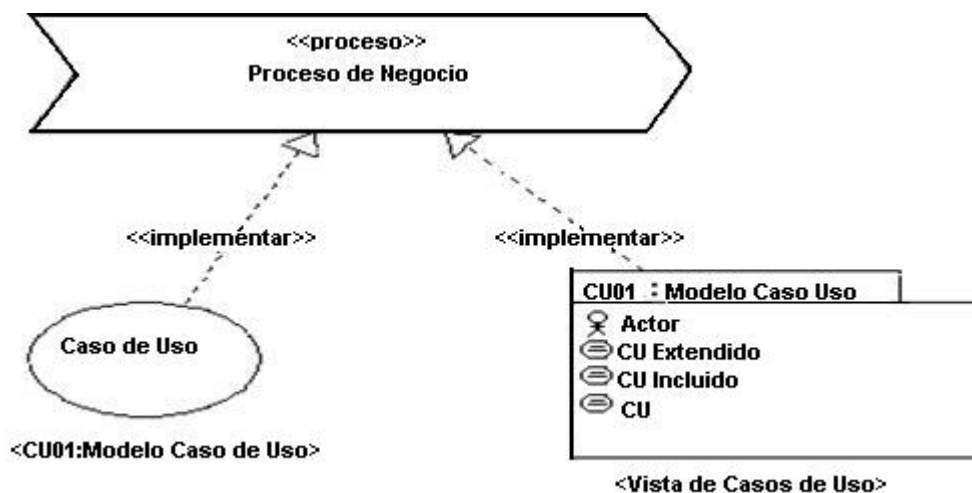 <<proceso>>
Proceso de Negocio
<<implementar>>
<<implementar>>
Caso de Uso
<CU01:Modelo Caso de Uso>
CU01 : Modelo Caso Uso
Actor
CU Extendido
CU Incluido
CU
<Vista de Casos de Uso>